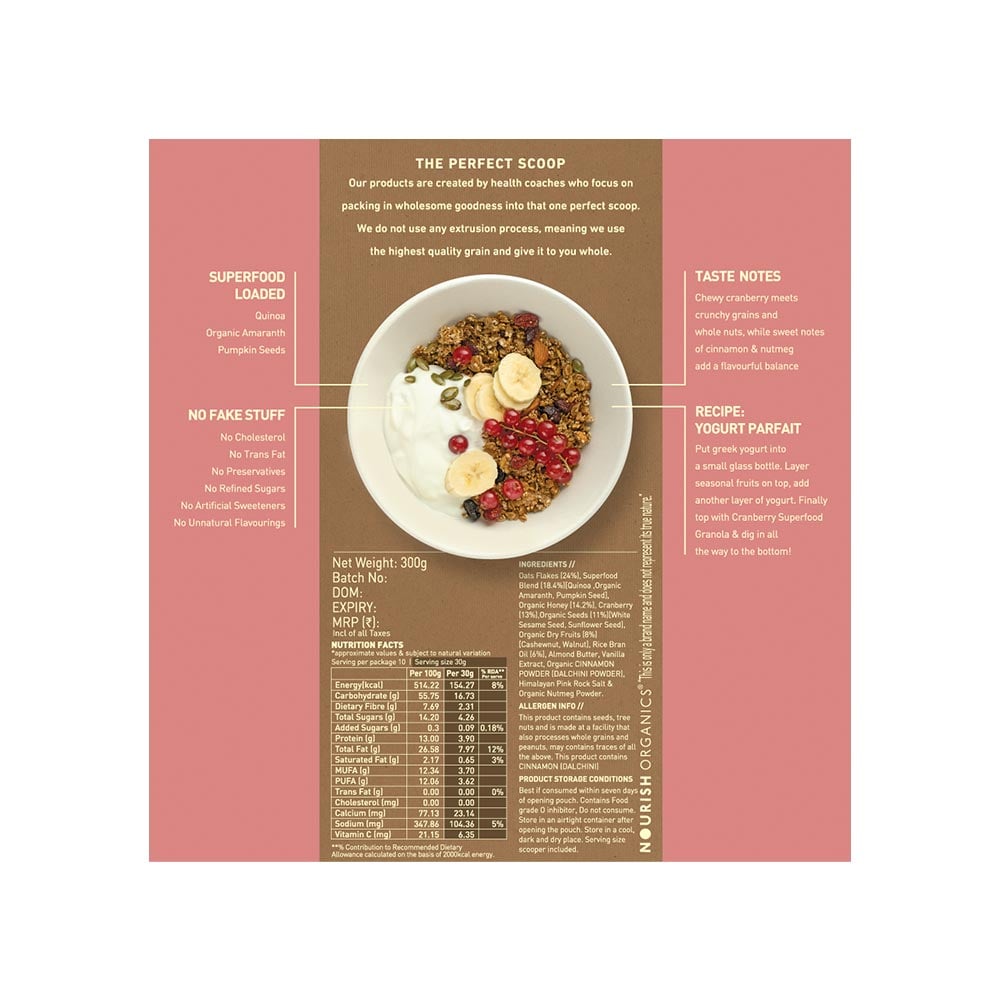 THE PERFECT SCOOP
Our products are created by health coaches who focus on
packing in wholesome goodness into that one perfect scoop.
We do not use any extrusion process, meaning we use
the highest quality grain and give it to you whole.
SUPERFOOD
LOADED
Quinoa
Organic Amaranth
Pumpkin Seeds
NO FAKE STUFF
No Cholesterol
No Trans Fat
No Preservatives
No Refined Sugars
No Artificial Sweeteners
No Unnatural Flavourings
TASTE NOTES
Chewy cranberry meets
crunchy grains and
whole nuts, while sweet notes
of cinnamon & nutmeg
add a flavourful balance
RECIPE:
YOGURT PARFAIT
Put greek yogurt into
a small glass bottle. Layer
seasonal fruits on top, add
another layer of yogurt. Finally
top with Cranberry Superfood
Granola & dig in all
the way to the bottom!
Net Weight: 300g
Batch No:
DOM:
EXPIRY:
MRP (₹):
Incl of all Taxes
NUTRITION FACTS
*approximate values & subject to natural variation
Serving per package 10 | Serving size 30g
Per 100g Per 30g % RDA** Per serve
Energy(kcal) 514.22 154.27 8%
Carbohydrate (g) 55.75 16.73
Dietary Fibre (g) 7.69 2.31
Total Sugars (g) 14.20 4.26
Added Sugars (g) 0.3 0.09 0.18%
Protein (g) 13.00 3.90
Total Fat (g) 26.58 7.97 12%
Saturated Fat (g) 2.17 0.65 3%
MUFA (g) 12.34 3.70
PUFA (g) 12.06 3.62
Trans Fat (g) 0.00 0.00 0%
Cholesterol (mg) 0.00 0.00
Calcium (mg) 77.13 23.14
Sodium (mg) 347.86 104.36 5%
Vitamin C (mg) 21.15 6.35
**% Contribution to Recommended Dietary
Allowance calculated on the basis of 2000kcal energy.
INGREDIENTS //
Oats Flakes (24%), Superfood
Blend (18.4%)(Quinoa ,Organic
Amaranth, Pumpkin Seed),
Organic Honey (14.2%), Cranberry
(13%),Organic Seeds (11%)(White
Sesame Seed, Sunflower Seed),
Organic Dry Fruits (8%)
(Cashewnut, Walnut), Rice Bran
Oil (6%), Almond Butter, Vanilla
Extract, Organic CINNAMON
POWDER (DALCHINI POWDER),
Himalayan Pink Rock Salt &
Organic Nutmeg Powder.
ALLERGEN INFO //
This product contains seeds, tree
nuts and is made at a facility that
also processes whole grains and
peanuts, may contains traces of all
the above. This product contains
CINNAMON (DALCHINI)
PRODUCT STORAGE CONDITIONS
Best if consumed within seven days
of opening pouch. Contains Food
grade O inhibitor, Do not consume.
Store in an airtight container after
opening the pouch. Store in a cool,
dark and dry place. Serving size
scooper included.
NOURISH ORGANICS® "This is only a brand name and does not represent its true nature."